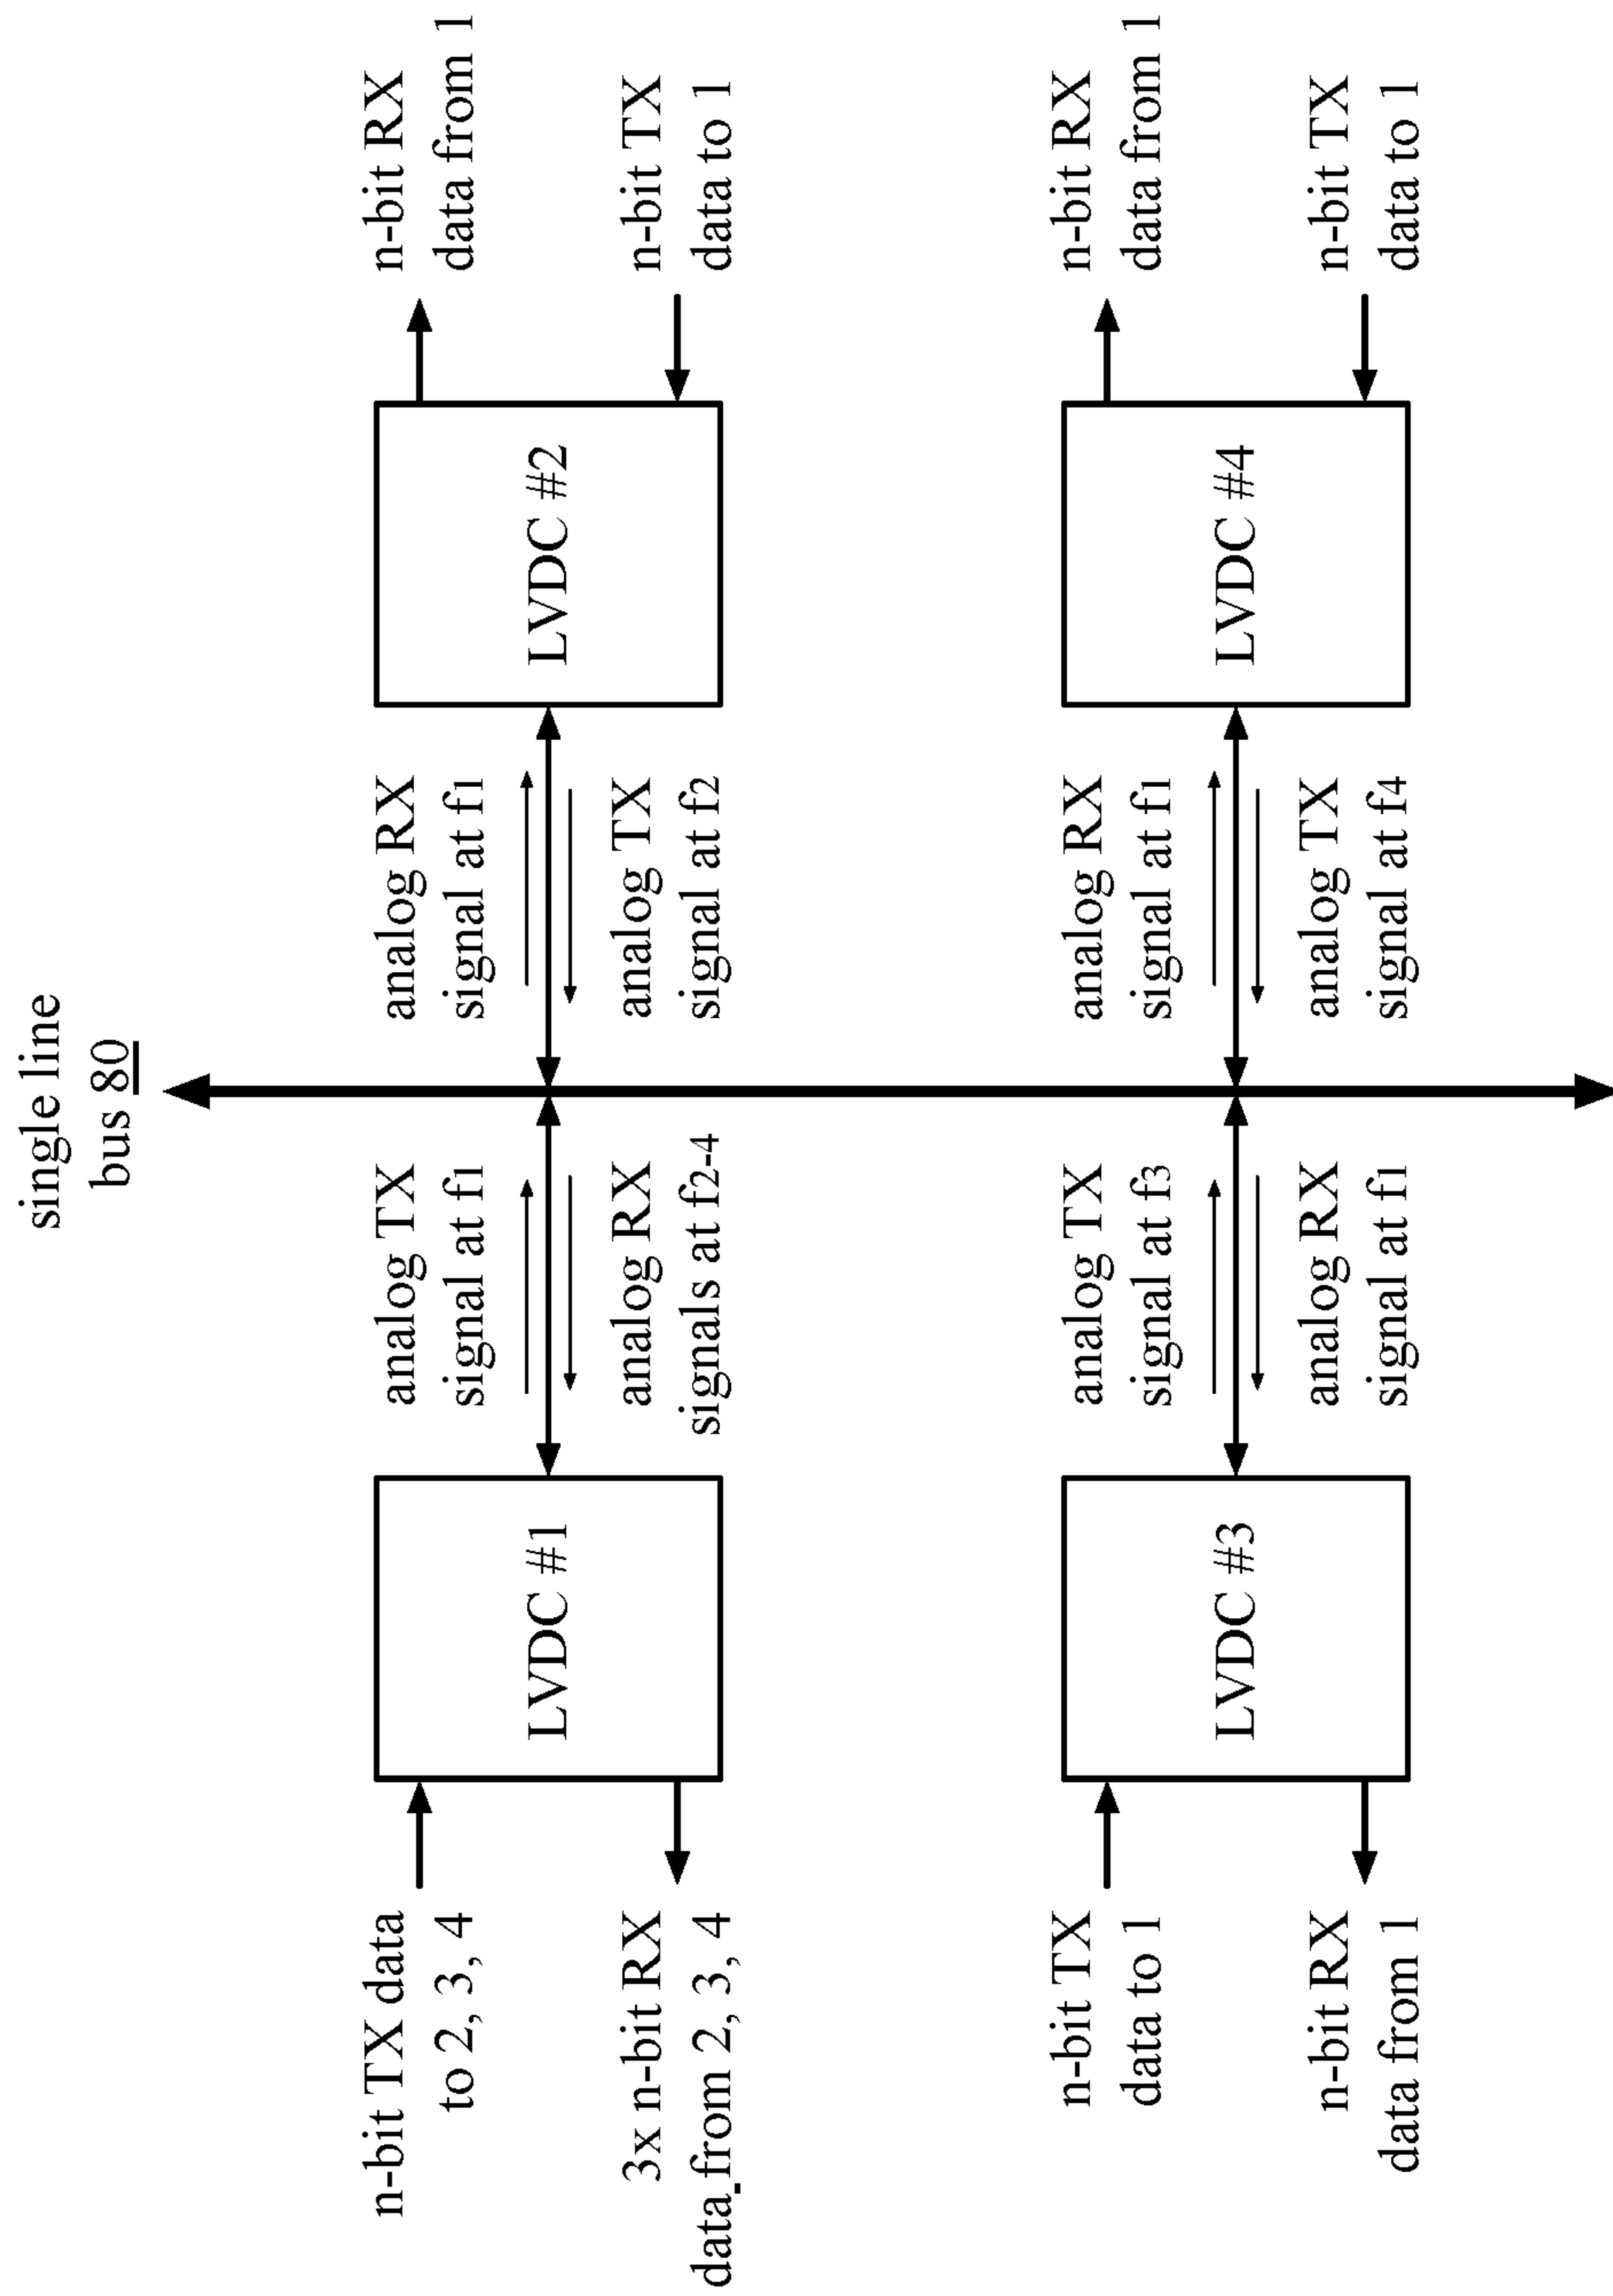 single line
bus 80
n-bit TX data
to 2, 3, 4
3x n-bit RX
data from 2, 3, 4
LVDC #1
analog TX
signal at f1
analog RX
signals at f2-4
analog RX
signal at f1
analog TX
signal at f2
LVDC #2
n-bit RX
data from 1
n-bit TX
data to 1
n-bit TX
data to 1
n-bit RX
data from 1
LVDC #3
analog TX
signal at f3
analog RX
signal at f1
analog RX
signal at f1
analog TX
signal at f4
LVDC #4
n-bit RX
data from 1
n-bit TX
data to 1